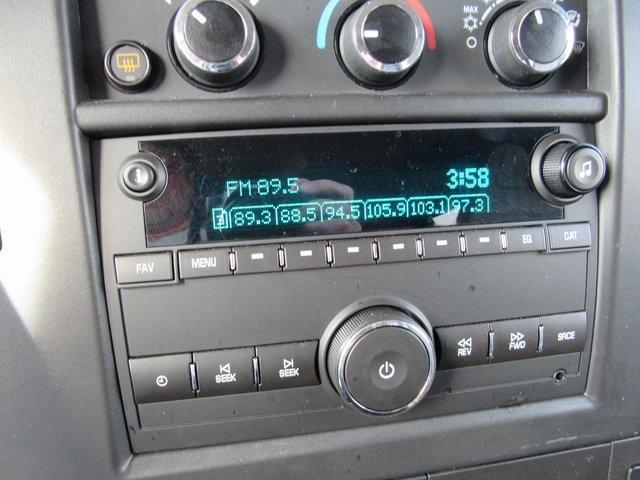 MAX
FM 89.5 3:58
3 89.3 88.5 94.5 105.9 103.1 97.3
FAV MENU EQ CAT
SEEK SEEK REV FWD SRCE